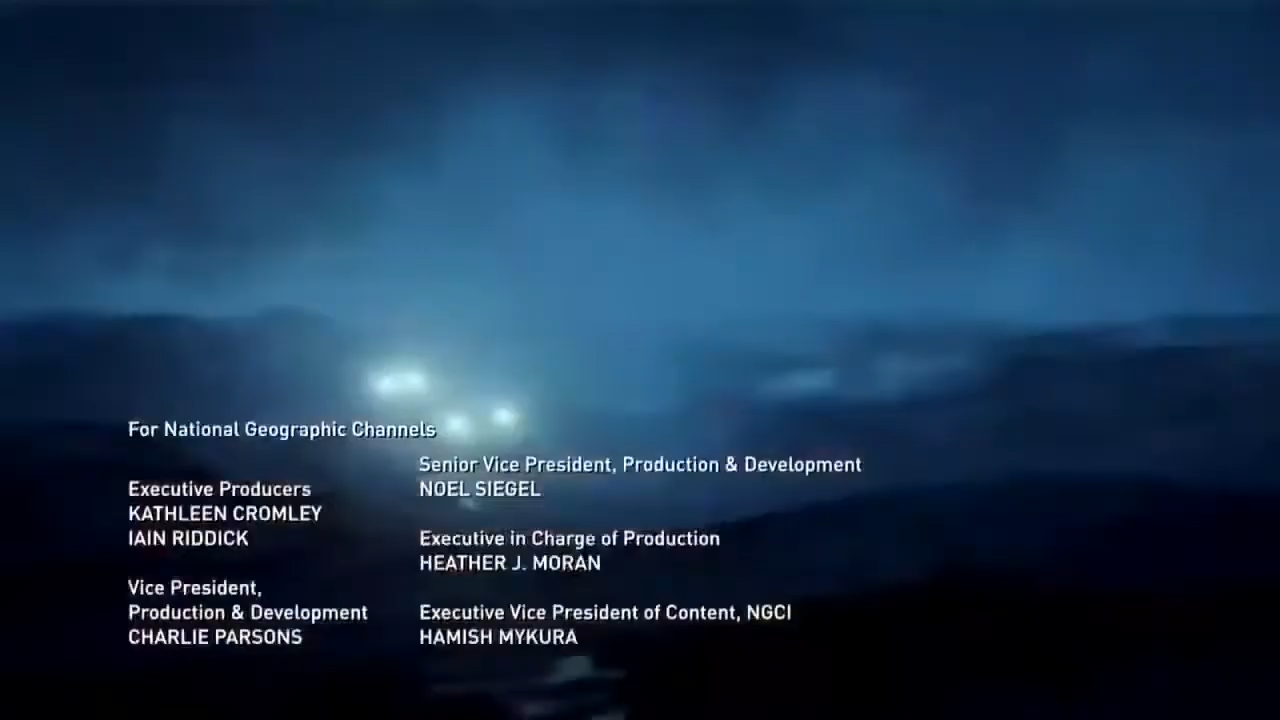 For National Geographic Channels
Executive Producers
KATHLEEN CROMLEY
IAIN RIDDICK
Vice President,
Production & Development
CHARLIE PARSONS
Senior Vice President, Production & Development
NOEL SIEGEL
Executive in Charge of Production
HEATHER J. MORAN
Executive Vice President of Content, NGCI
HAMISH MYKURA